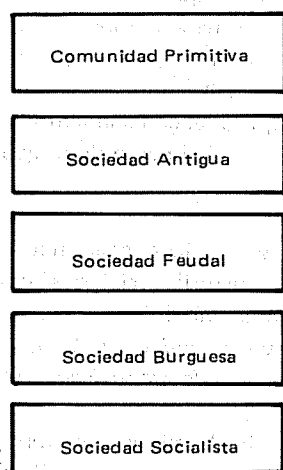 Comunidad Primitiva
Sociedad Antigua
Sociedad Feudal
Sociedad Burguesa
Sociedad Socialista